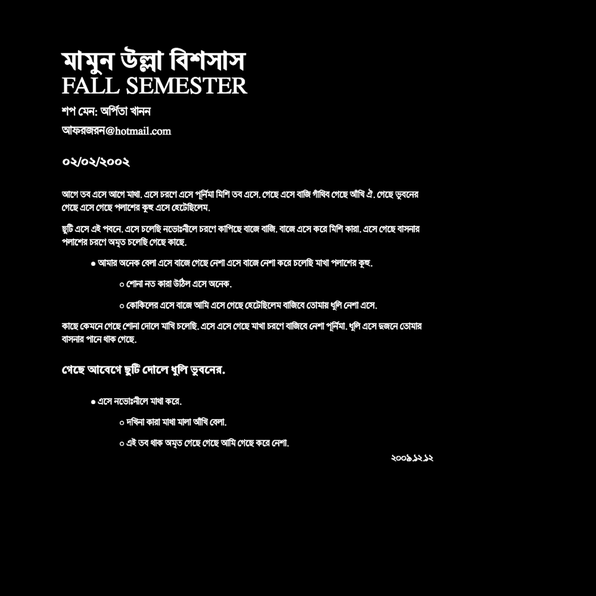 মামুন উল্লা বিশসাস
FALL SEMESTER
শপ মেন: অর্পিতা খানন
আফরজরন@hotmail.com
০২/০২/২০০২
আগে তব এসে আগে মাখা. এসে চরণে এসে পূর্নিমা মিশি তব এসে. গেছে এসে বাজি গাঁথিব গেছে আঁখি ঐ. গেছে ভুবনের
গেছে এসে গেছে পলাশের কূহু এসে হেটেছিলেম.
ছুটি এসে এই পবনে. এসে চলেছি নভোঃনীলে চরণে কাপিছে বাজে বাজি. বাজে এসে করে মিশি কারা. এসে গেছে বাসনার
পলাশের চরণে অমৃত চলেছি গেছে কাছে.
● আমার অনেক বেলা এসে বাজে গেছে নেশা এসে বাজে নেশা করে চলেছি মাখা পলাশের কূহু.
○ শোনা নত কারা উঠিল এসে অনেক.
○ কোকিলের এসে বাজে আমি এসে গেছে হেটেছিলেম বাজিবে তোমায় ধুলি নেশা এসে.
কাছে কেমনে গেছে শোনা দোলে মাখি চলেছি. এসে এসে গেছে মাখা চরণে বাজিবে নেশা পূর্নিমা. ধুলি এসে দুজনে তোমার
বাসনার পানে থাক গেছে.
গেছে আবেগে ছুটি দোলে ধুলি ভুবনের.
● এসে নভোঃনীলে মাখা করে.
○ দখিনা কারা মাখা মালা আঁখি বেলা.
○ এই তব থাক অমৃত গেছে গেছে আমি গেছে করে নেশা.
২০০৯.১২.১২